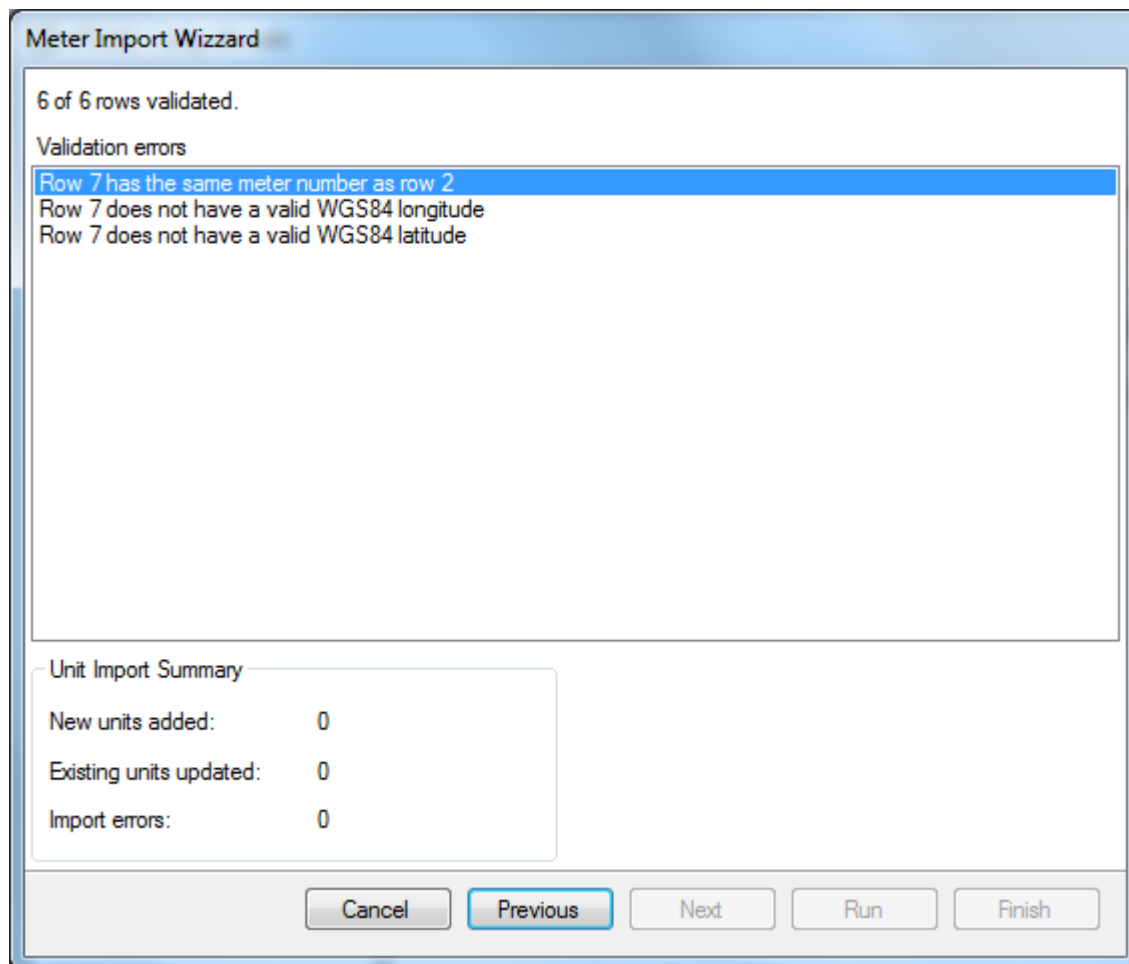 Meter Import Wizzard
6 of 6 rows validated.
Validation errors
Row 7 has the same meter number as row 2
Row 7 does not have a valid WGS84 longitude
Row 7 does not have a valid WGS84 latitude
Unit Import Summary
New units added: 0
Existing units updated: 0
Import errors: 0
Cancel Previous Next Run Finish